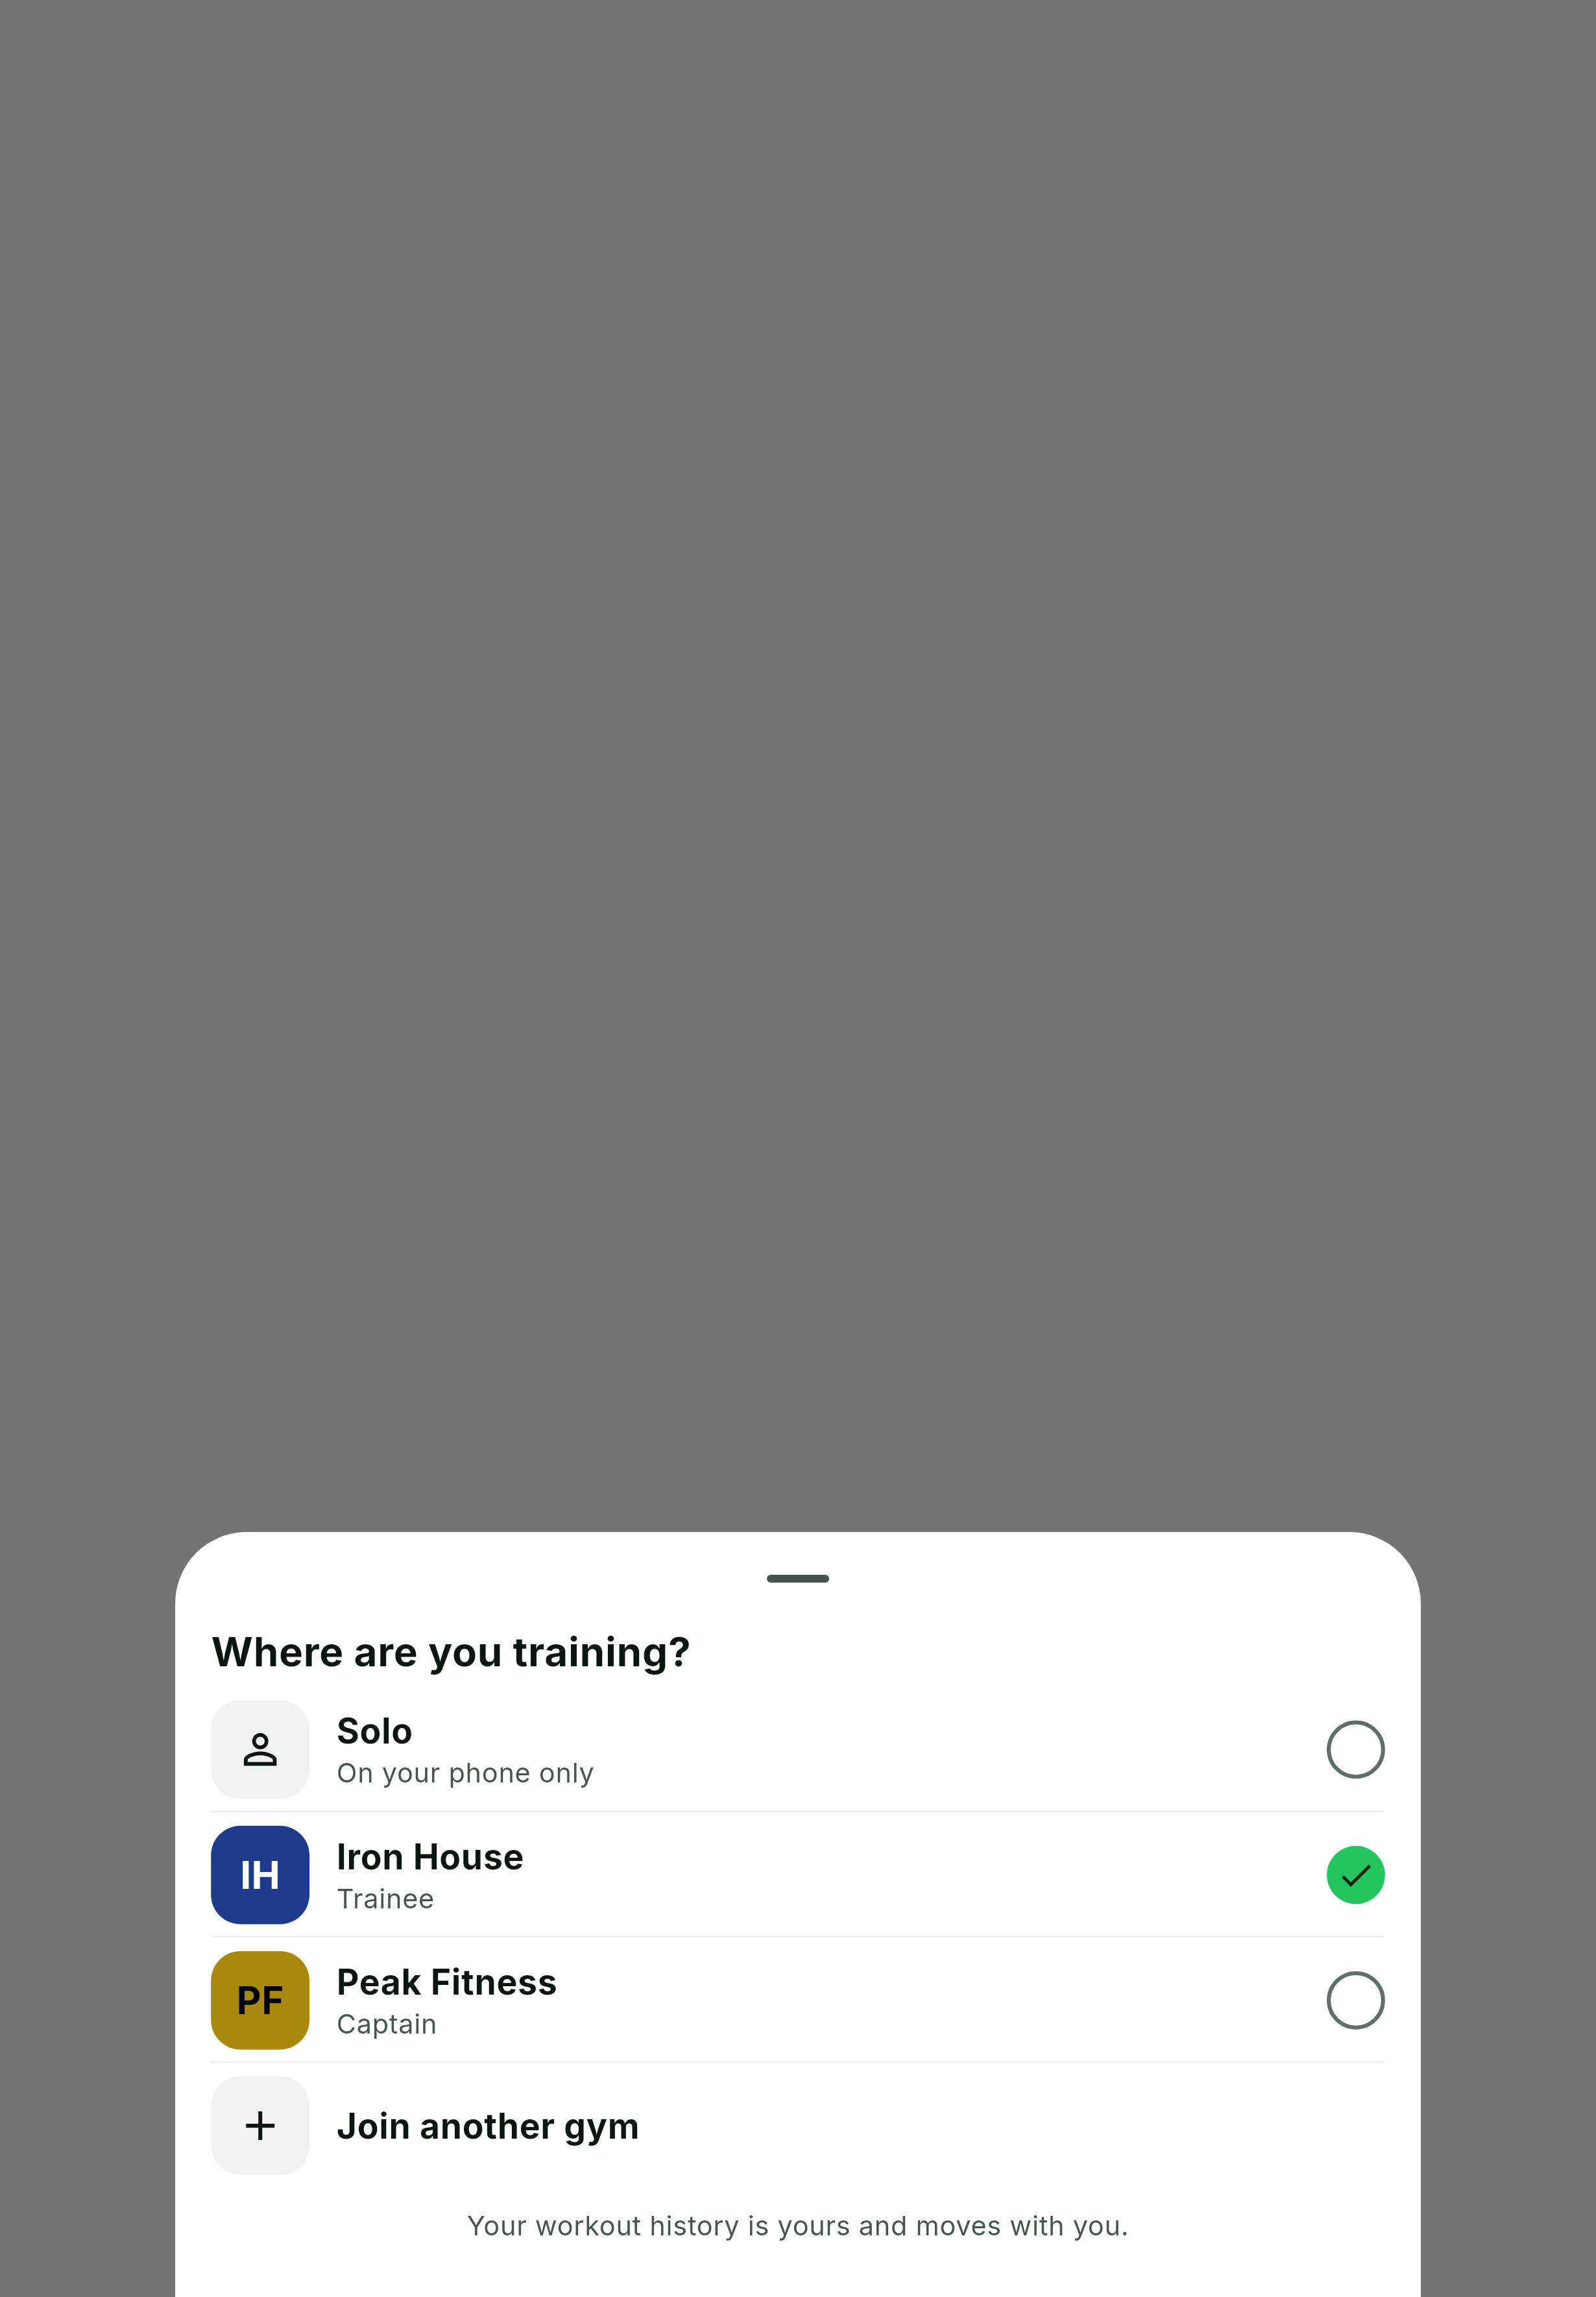 Where are you training?
Solo
On your phone only
IH
Iron House
Trainee
PF
Peak Fitness
Captain
Join another gym
Your workout history is yours and moves with you.